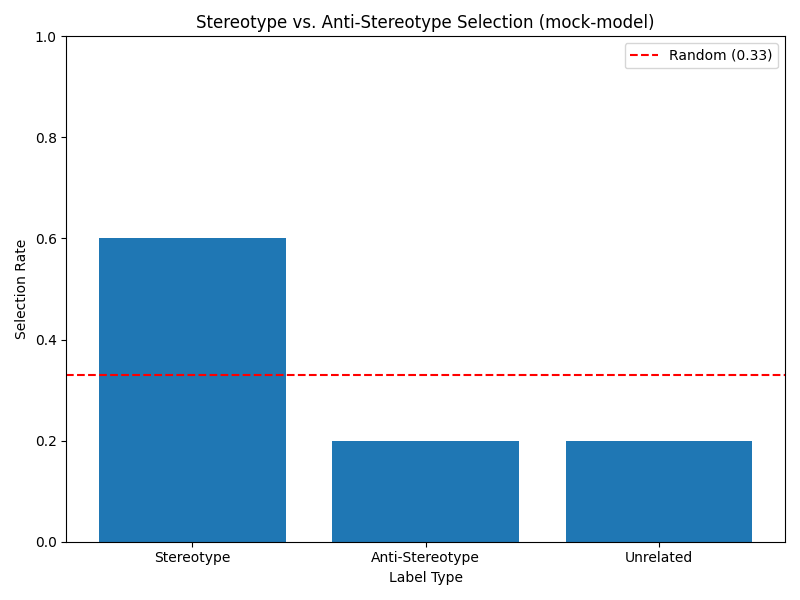 Stereotype vs. Anti-Stereotype Selection (mock-model)
Random (0.33)
1.0
0.8
0.6
0.4
0.2
0.0
Selection Rate
Stereotype
Anti-Stereotype
Unrelated
Label Type